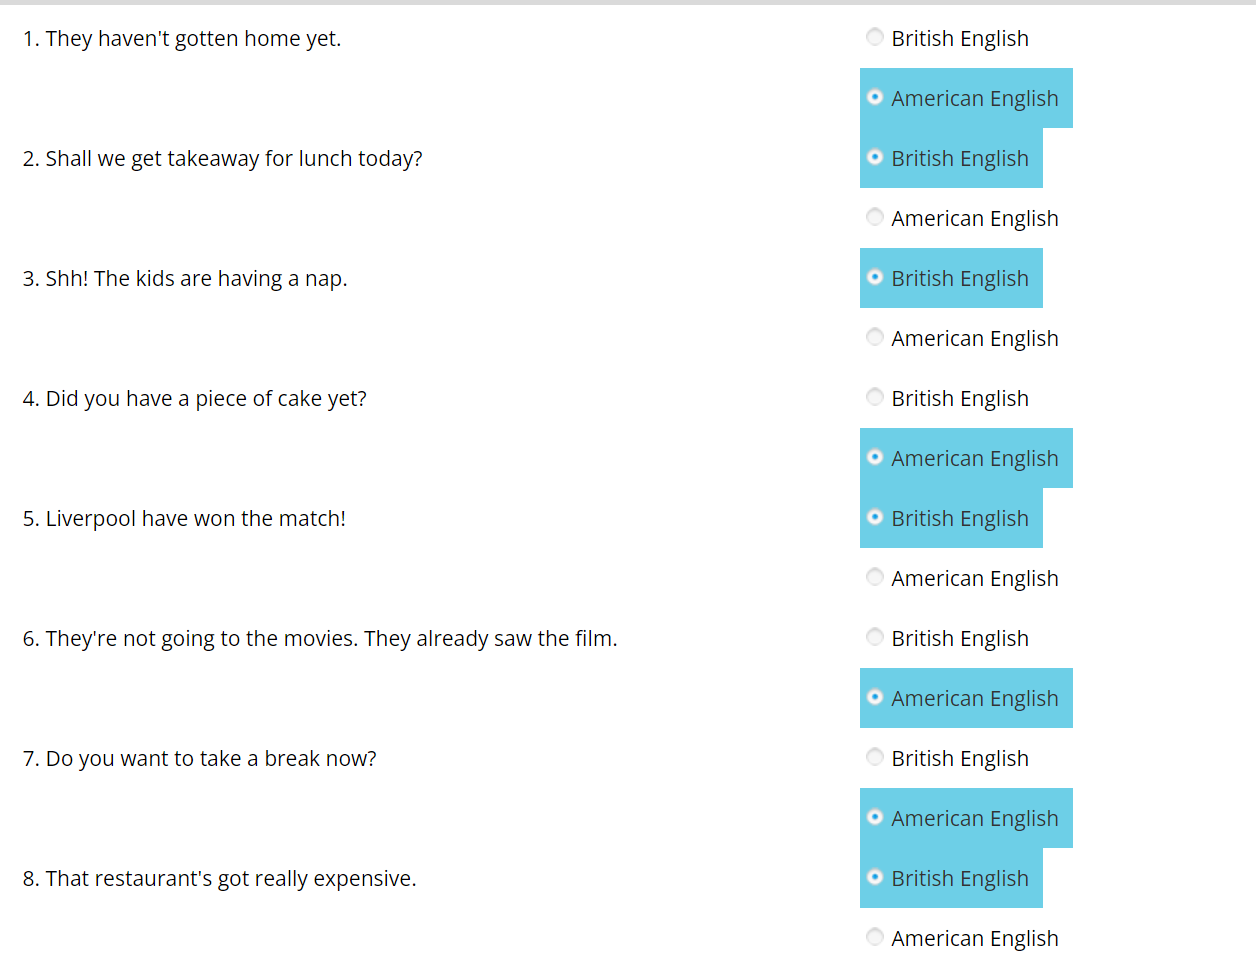 1. They haven't gotten home yet.
British English
American English
2. Shall we get takeaway for lunch today?
British English
American English
3. Shh! The kids are having a nap.
British English
American English
4. Did you have a piece of cake yet?
British English
American English
5. Liverpool have won the match!
British English
American English
6. They're not going to the movies. They already saw the film.
British English
American English
7. Do you want to take a break now?
British English
American English
8. That restaurant's got really expensive.
British English
American English